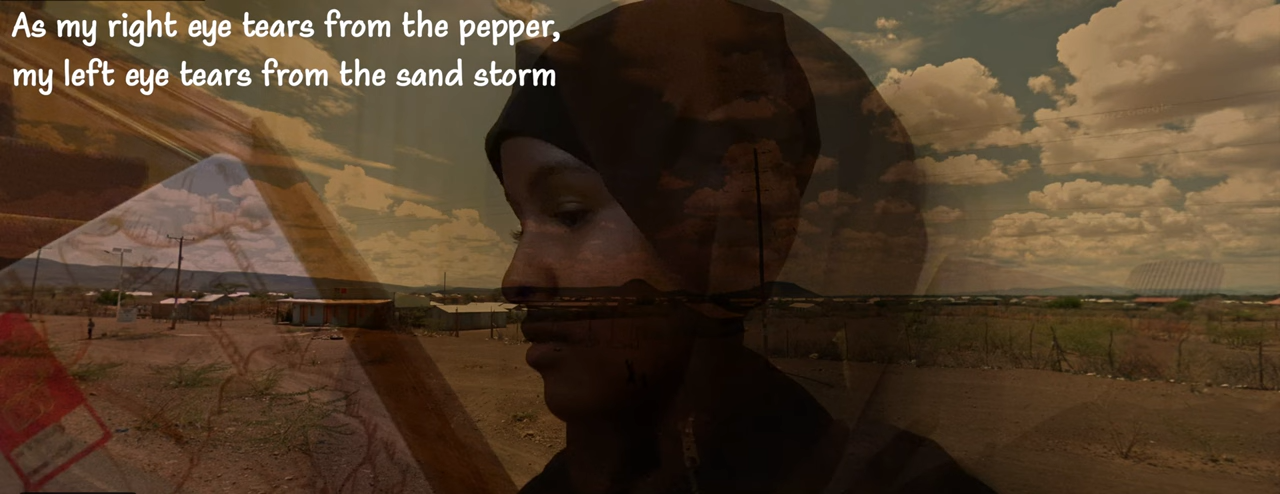 As my right eye tears from the pepper,
my left eye tears from the sand storm